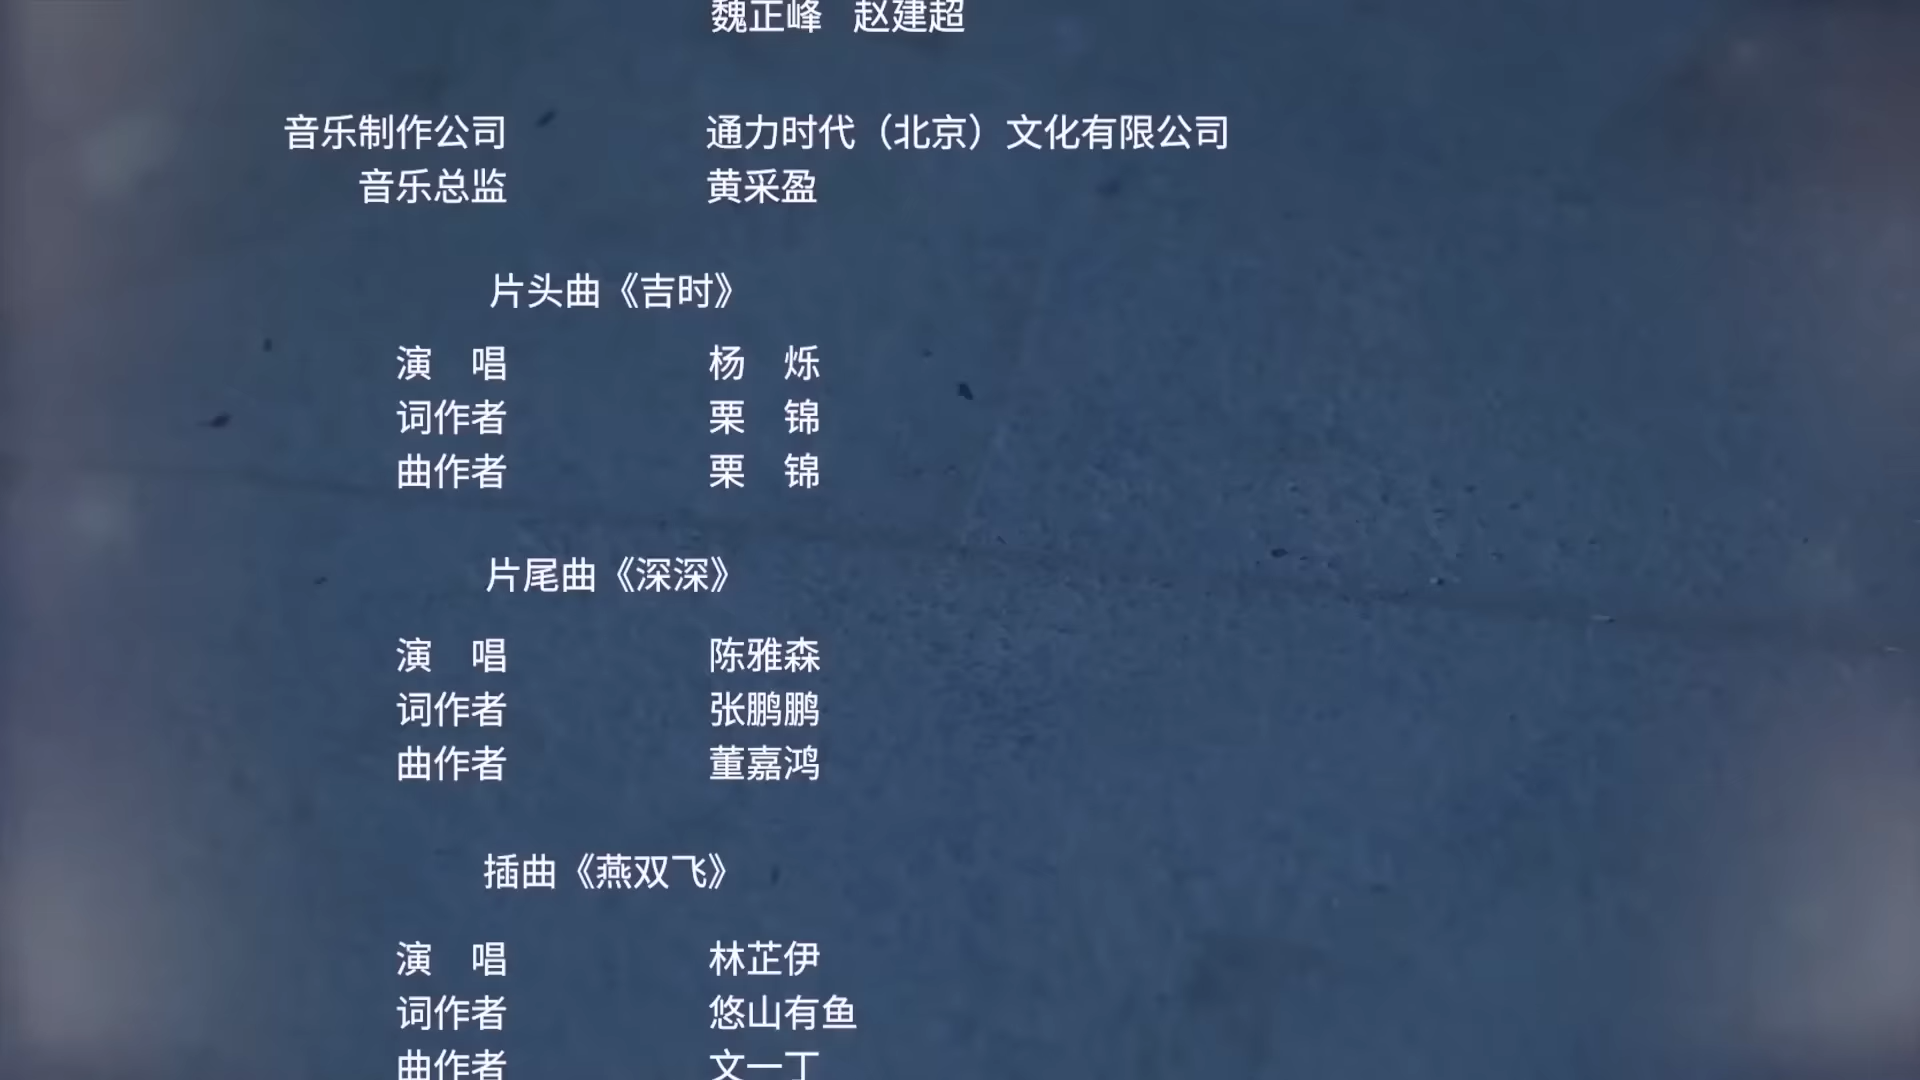 魏正峰 赵建超
音乐制作公司 通力时代（北京）文化有限公司
音乐总监 黄采盈
片头曲《吉时》
演 唱 杨 烁
词作者 栗 锦
曲作者 栗 锦
片尾曲《深深》
演 唱 陈雅森
词作者 张鹏鹏
曲作者 董嘉鸿
插曲《燕双飞》
演 唱 林芷伊
词作者 悠山有鱼
曲作者 文一丁